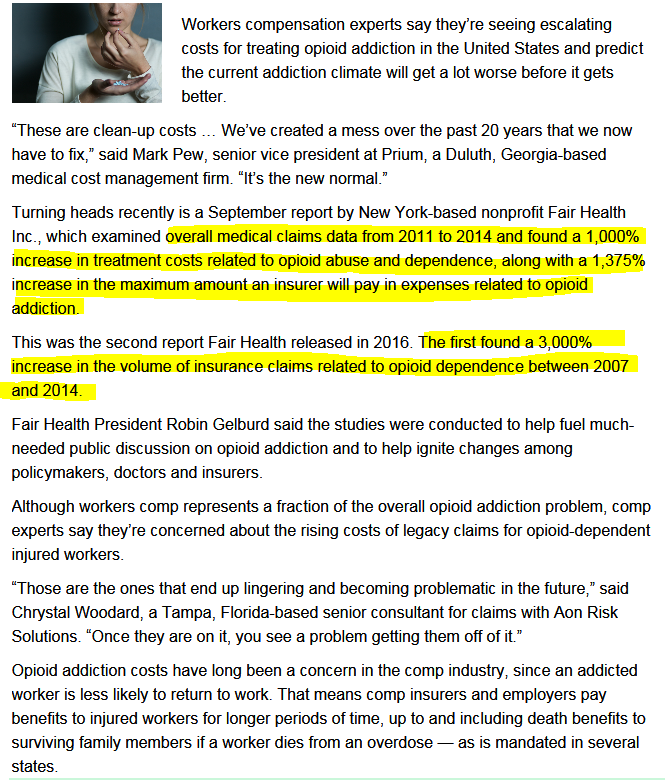 Workers compensation experts say they’re seeing escalating
costs for treating opioid addiction in the United States and predict
the current addiction climate will get a lot worse before it gets
better.
“These are clean-up costs … We’ve created a mess over the past 20 years that we now
have to fix,” said Mark Pew, senior vice president at Prium, a Duluth, Georgia-based
medical cost management firm. “It’s the new normal.”
Turning heads recently is a September report by New York-based nonprofit Fair Health
Inc., which examined overall medical claims data from 2011 to 2014 and found a 1,000%
increase in treatment costs related to opioid abuse and dependence, along with a 1,375%
increase in the maximum amount an insurer will pay in expenses related to opioid
addiction.
This was the second report Fair Health released in 2016. The first found a 3,000%
increase in the volume of insurance claims related to opioid dependence between 2007
and 2014.
Fair Health President Robin Gelburd said the studies were conducted to help fuel much-
needed public discussion on opioid addiction and to help ignite changes among
policymakers, doctors and insurers.
Although workers comp represents a fraction of the overall opioid addiction problem, comp
experts say they’re concerned about the rising costs of legacy claims for opioid-dependent
injured workers.
“Those are the ones that end up lingering and becoming problematic in the future,” said
Chrystal Woodard, a Tampa, Florida-based senior consultant for claims with Aon Risk
Solutions. “Once they are on it, you see a problem getting them off of it.”
Opioid addiction costs have long been a concern in the comp industry, since an addicted
worker is less likely to return to work. That means comp insurers and employers pay
benefits to injured workers for longer periods of time, up to and including death benefits to
surviving family members if a worker dies from an overdose — as is mandated in several
states.